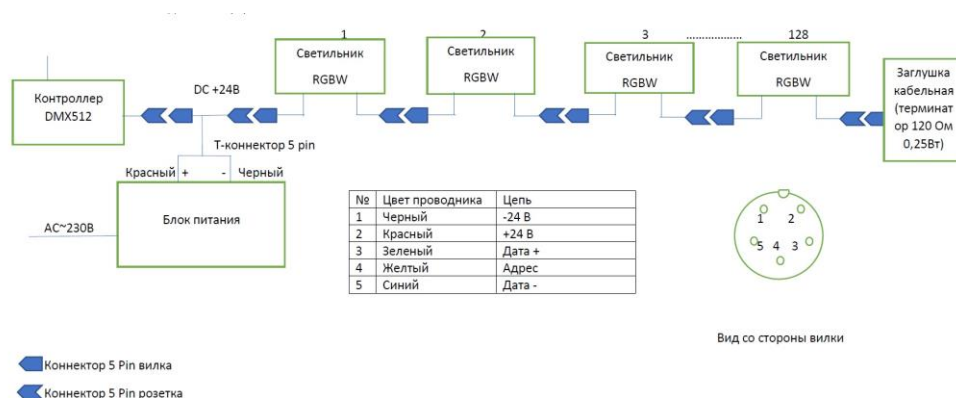 1
2
3
.................
128
Светильник
RGBW
Светильник
RGBW
Светильник
RGBW
Светильник
RGBW
Контроллер
DMX512
DC +24В
Заглушка
кабельная
(терминат
ор 120 Ом
0,25Вт)
Т-коннектор 5 pin
Красный +
- Черный
Блок питания
AC~230В
№ Цвет проводника Цепь
1 Черный -24 В
2 Красный +24 В
3 Зеленый Дата +
4 Желтый Адрес
5 Синий Дата -
1 2
5 4 3
Вид со стороны вилки
Коннектор 5 Pin вилка
Коннектор 5 Pin розетка